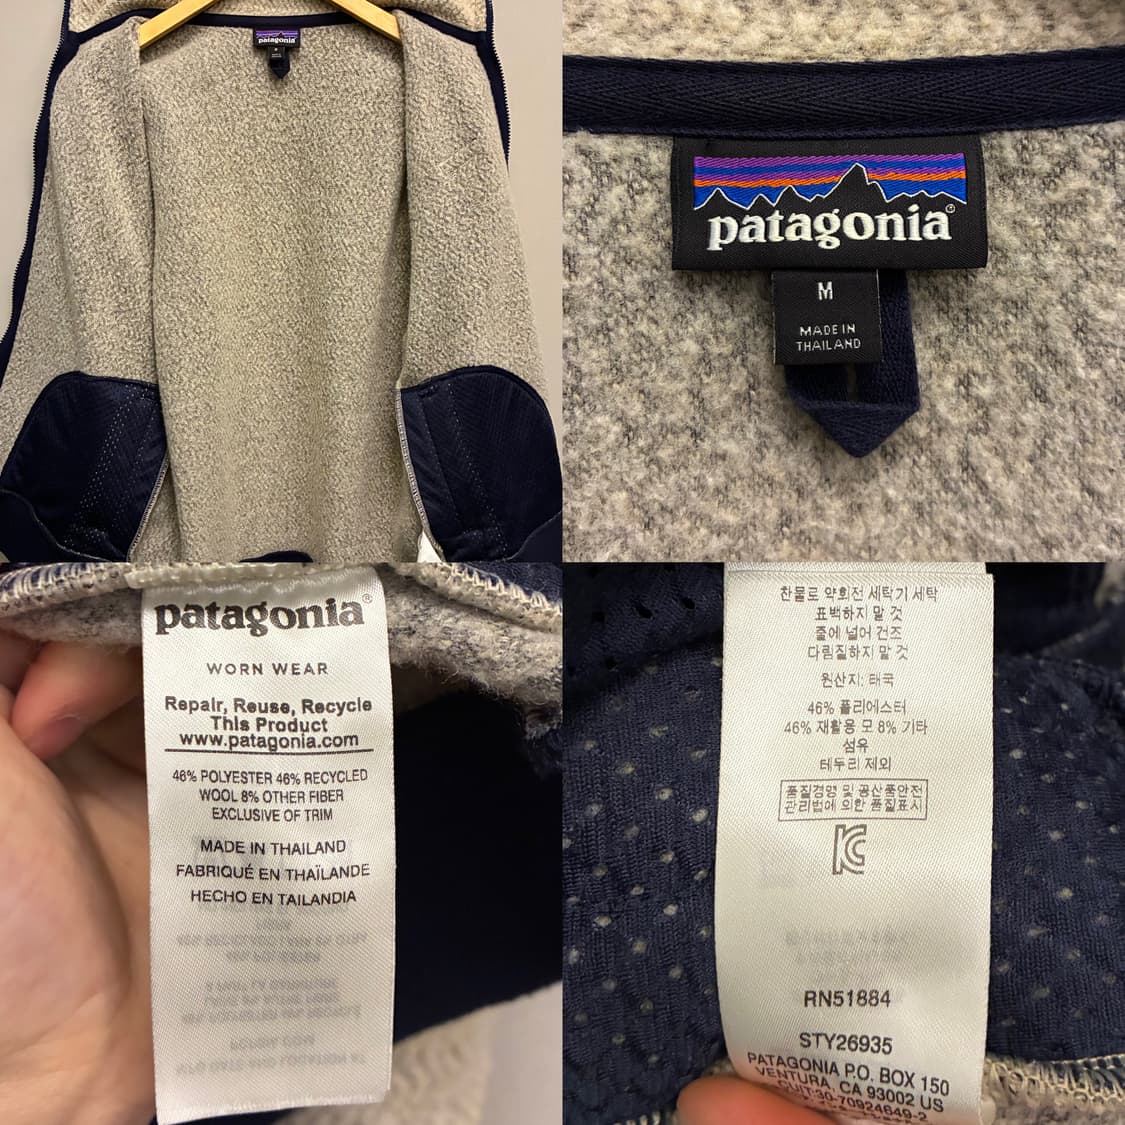 patagonia
patagonia®
M
MADE IN
THAILAND
patagonia®
WORN WEAR
Repair, Reuse, Recycle
This Product
www.patagonia.com
46% POLYESTER 46% RECYCLED
WOOL 8% OTHER FIBER
EXCLUSIVE OF TRIM
MADE IN THAILAND
FABRIQUÉ EN THAÏLANDE
HECHO EN TAILANDIA
찬물로 약회전 세탁기 세탁
표백하지 말 것
줄에 널어 건조
다림질하지 말 것
원산지: 태국
46% 폴리에스터
46% 재활용 모 8% 기타
섬유
테두리 제외
품질경영 및 공산품안전
관리법에 의한 품질표시
RN51884
STY26935
PATAGONIA P.O. BOX 150
VENTURA, CA 93002 US
CUIT:30-70924649-2